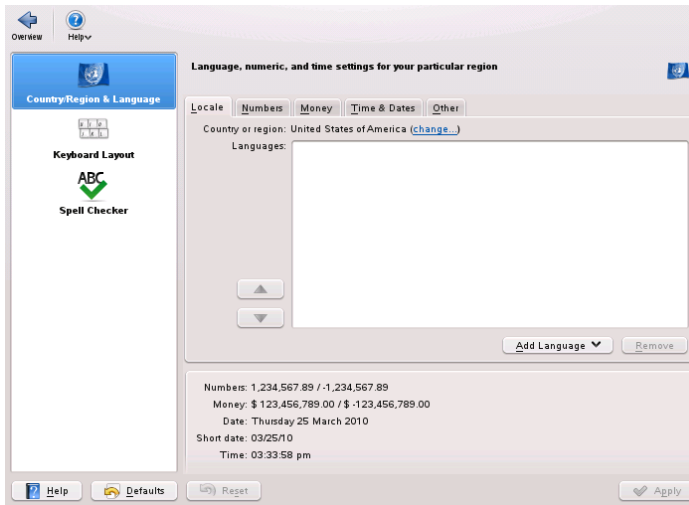 Overview
Help
Language, numeric, and time settings for your particular region
Country/Region & Language
Keyboard Layout
ABC
Spell Checker
Locale
Numbers
Money
Time & Dates
Other
Country or region: United States of America (change...)
Languages:
Add Language
Remove
Numbers: 1,234,567.89 / -1,234,567.89
Money: $ 123,456,789.00 / $ -123,456,789.00
Date: Thursday 25 March 2010
Short date: 03/25/10
Time: 03:33:58 pm
Help
Defaults
Reset
Apply